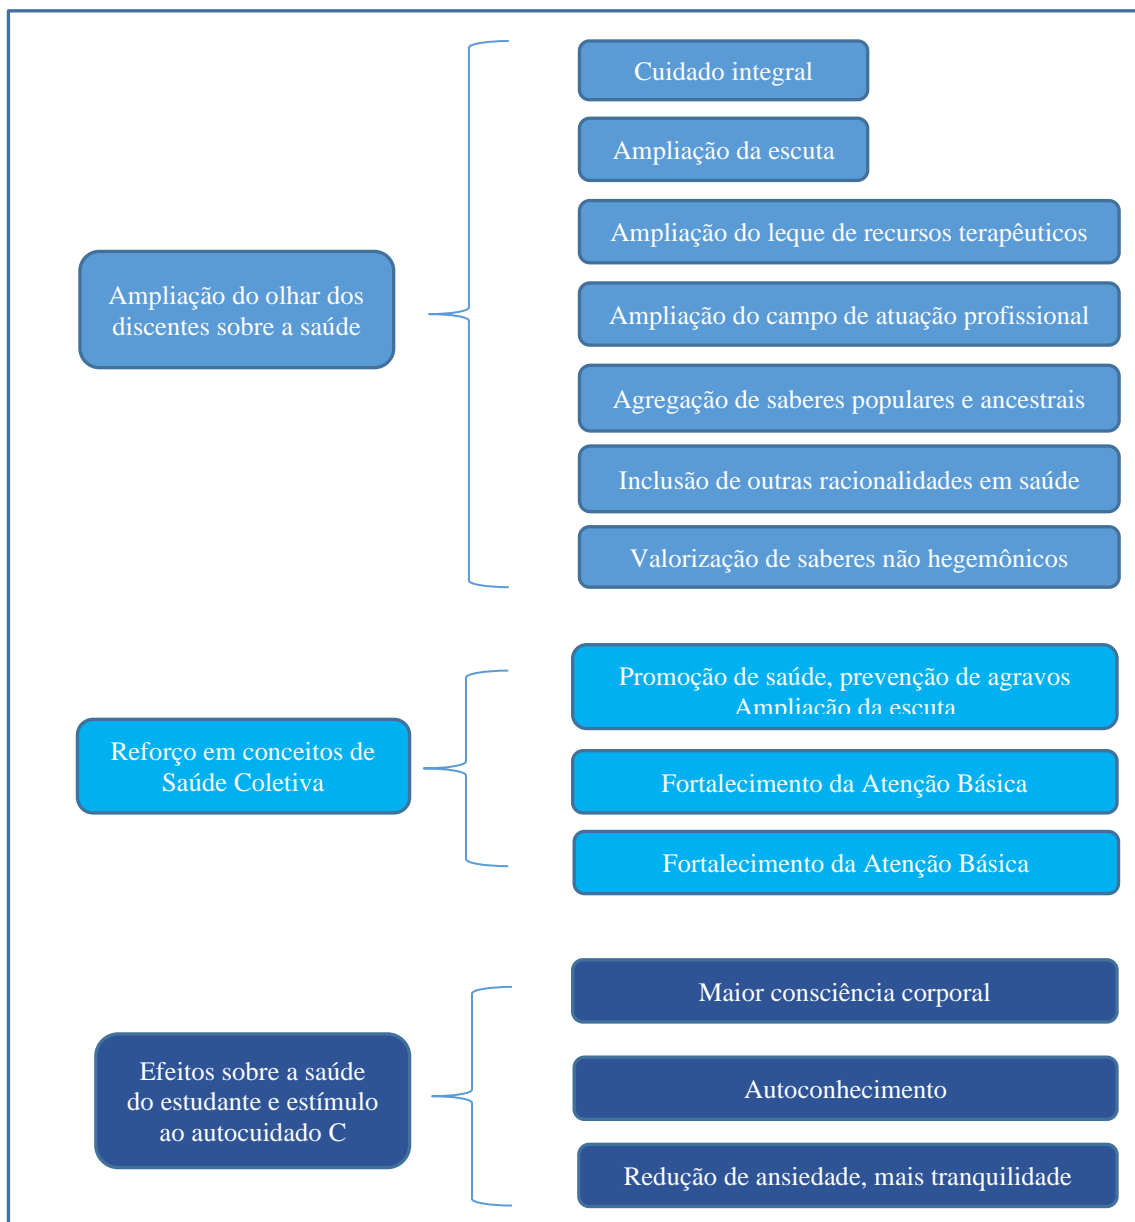 Cuidado integral
Ampliação da escuta
Ampliação do leque de recursos terapêuticos
Ampliação do olhar dos
discentes sobre a saúde
Ampliação do campo de atuação profissional
Agregação de saberes populares e ancestrais
Inclusão de outras racionalidades em saúde
Valorização de saberes não hegemônicos
Promoção de saúde, prevenção de agravos
Ampliação da escuta
Reforço em conceitos de
Saúde Coletiva
Fortalecimento da Atenção Básica
Fortalecimento da Atenção Básica
Maior consciência corporal
Efeitos sobre a saúde
do estudante e estímulo
ao autocuidado C
Autoconhecimento
Redução de ansiedade, mais tranquilidade